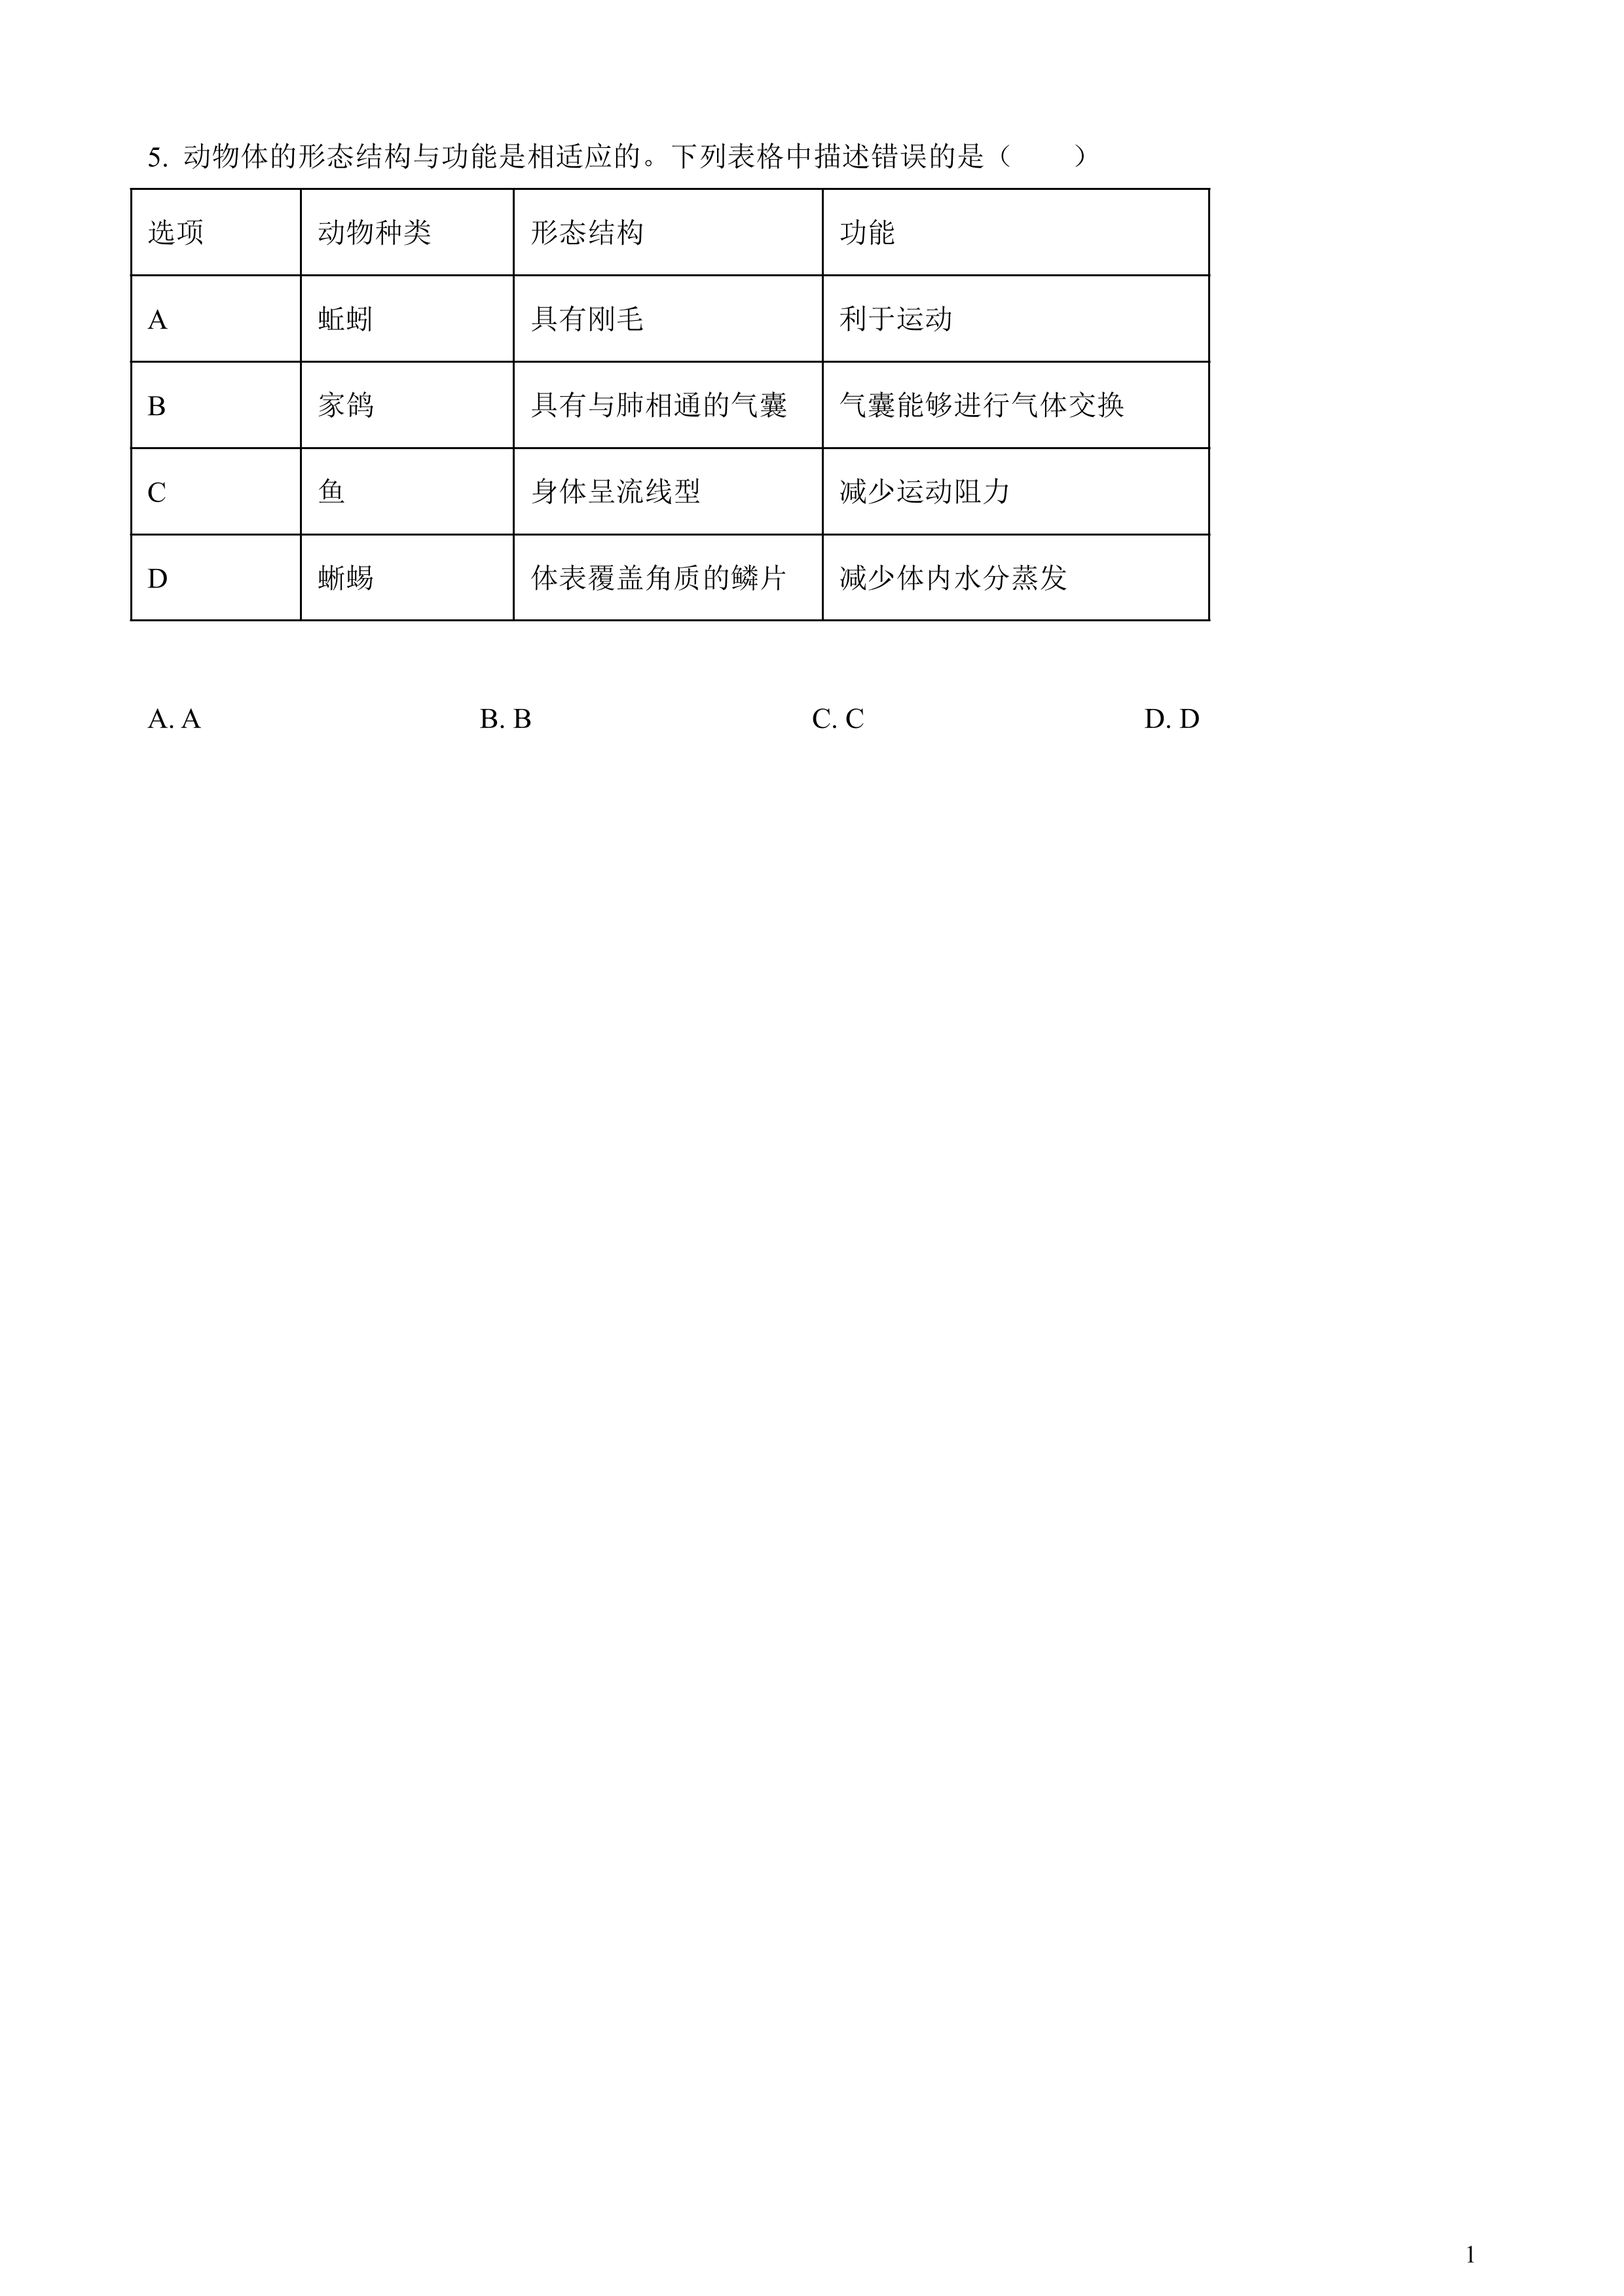 5. 动物体的形态结构与功能是相适应的。下列表格中描述错误的是（　　）
选项 动物种类 形态结构 功能
A 蚯蚓 具有刚毛 利于运动
B 家鸽 具有与肺相通的气囊 气囊能够进行气体交换
C 鱼 身体呈流线型 减少运动阻力
D 蜥蜴 体表覆盖角质的鳞片 减少体内水分蒸发
A. A B. B C. C D. D
1